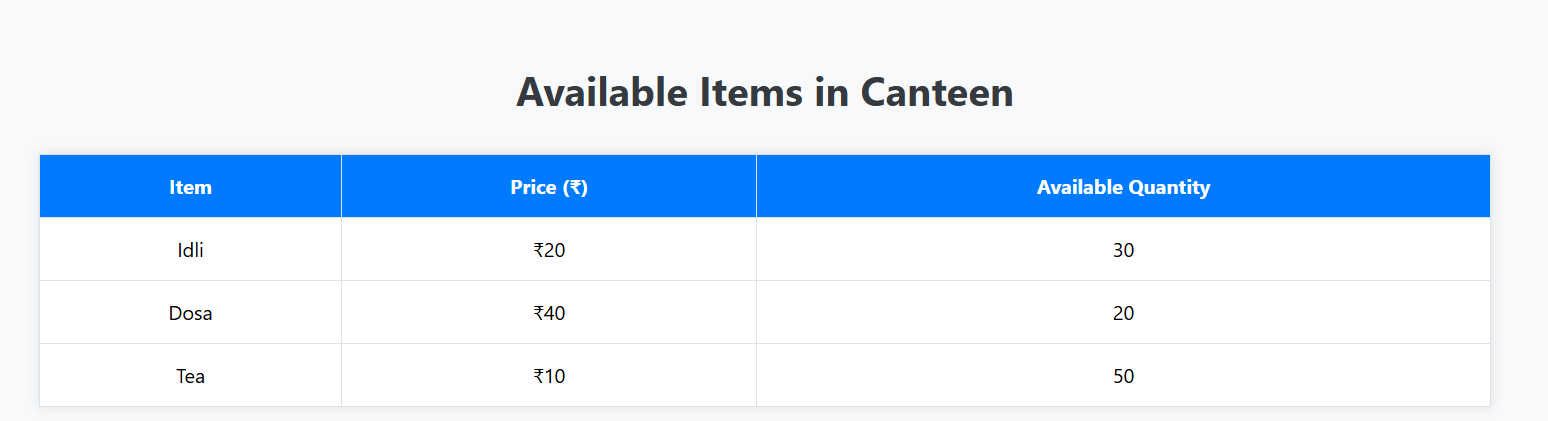 Available Items in Canteen
Item Price (₹) Available Quantity
Idli ₹20 30
Dosa ₹40 20
Tea ₹10 50